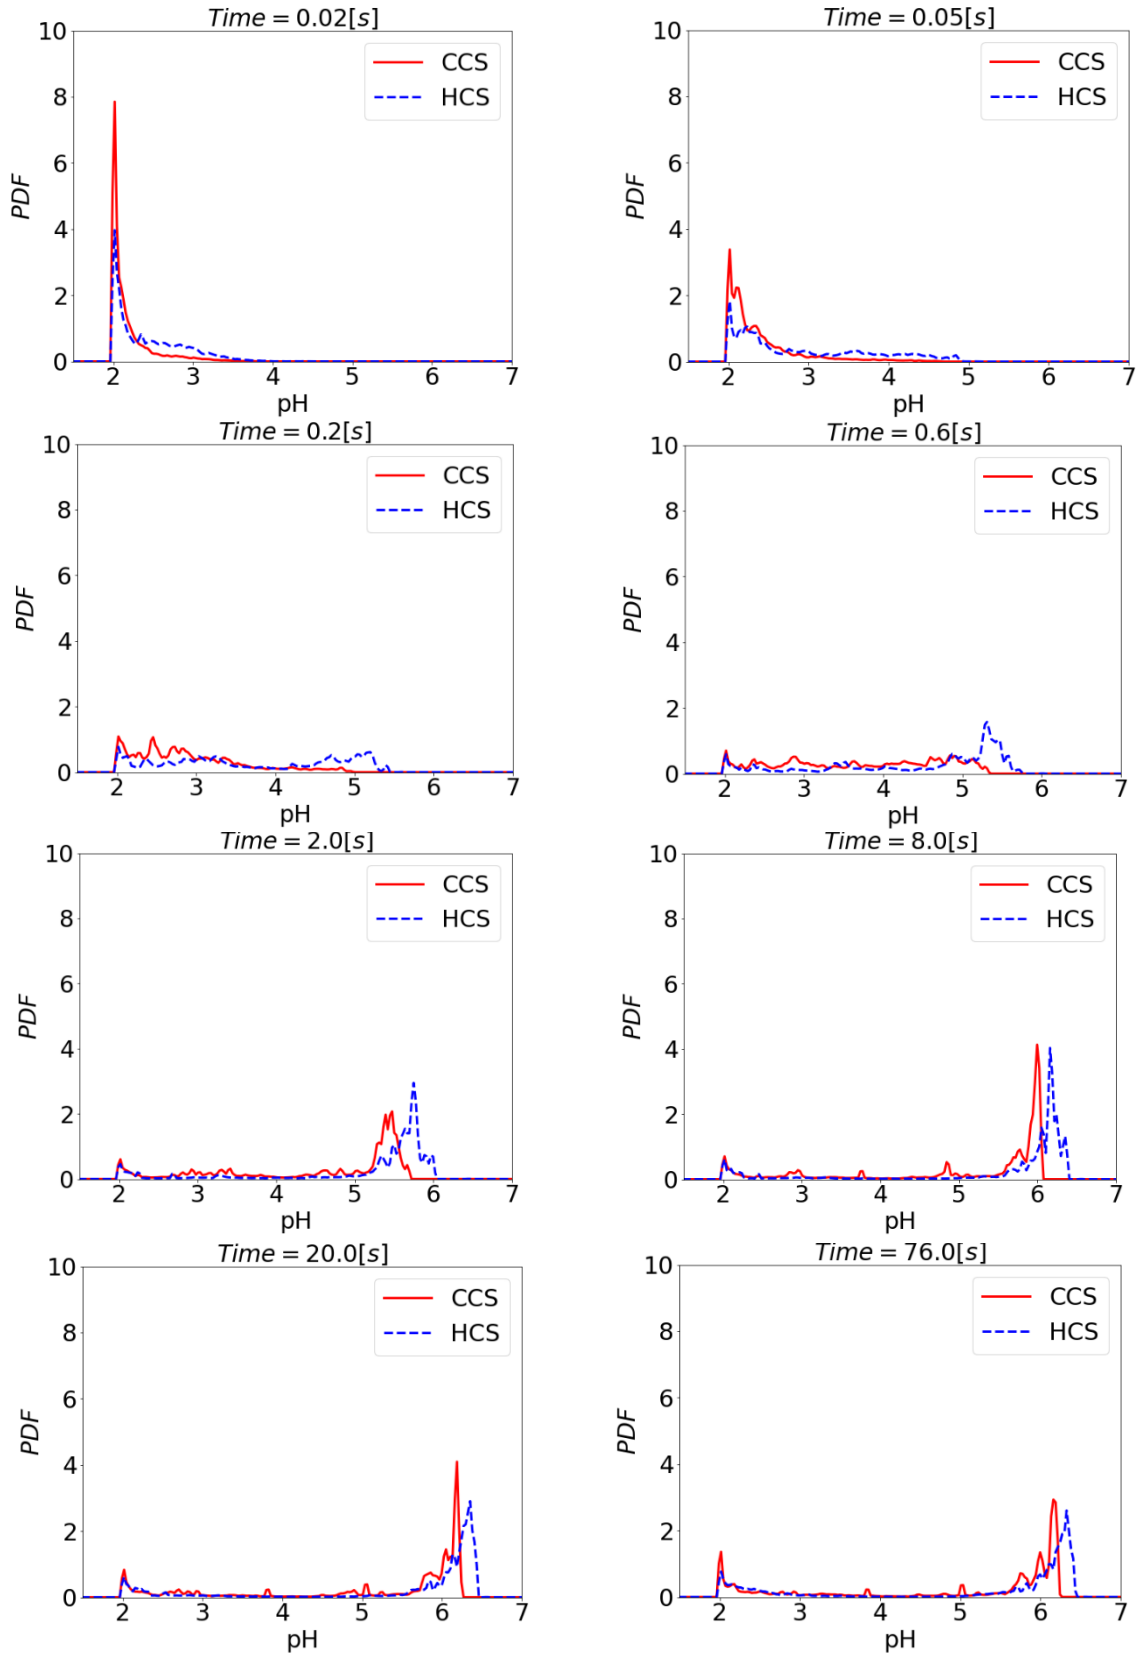 Time = 0.02[s]
10
8
6
4
2
0
PDF
CCS
HCS
2 3 4 5 6 7
pH
Time = 0.05[s]
10
8
6
4
2
0
PDF
CCS
HCS
2 3 4 5 6 7
pH
Time = 0.2[s]
10
8
6
4
2
0
PDF
CCS
HCS
2 3 4 5 6 7
pH
Time = 0.6[s]
10
8
6
4
2
0
PDF
CCS
HCS
2 3 4 5 6 7
pH
Time = 2.0[s]
10
8
6
4
2
0
PDF
CCS
HCS
2 3 4 5 6 7
pH
Time = 8.0[s]
10
8
6
4
2
0
PDF
CCS
HCS
2 3 4 5 6 7
pH
Time = 20.0[s]
10
8
6
4
2
0
PDF
CCS
HCS
2 3 4 5 6 7
pH
Time = 76.0[s]
10
8
6
4
2
0
PDF
CCS
HCS
2 3 4 5 6 7
pH